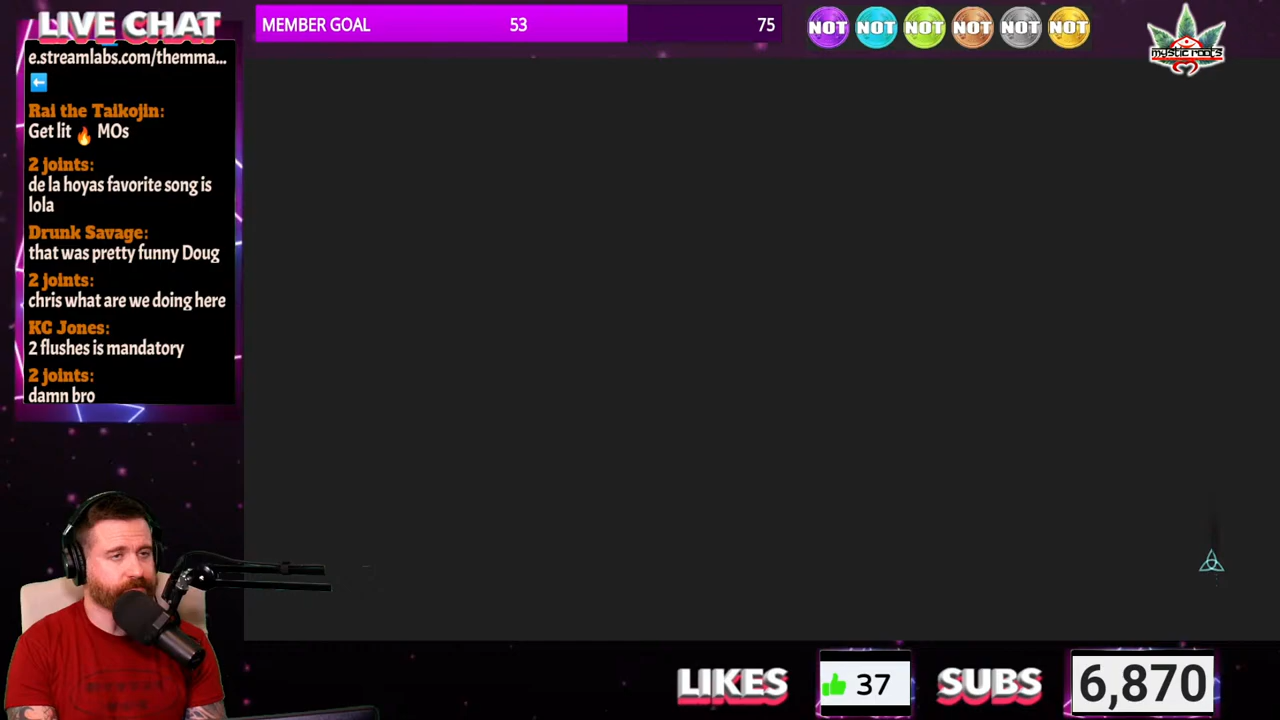 LIVE CHAT
e.streamlabs.com/themma...
Rai the Taikojin:
Get lit 🔥 MOs
2 joints:
de la hoyas favorite song is
lola
Drunk Savage:
that was pretty funny Doug
2 joints:
chris what are we doing here
KC Jones:
2 flushes is mandatory
2 joints:
damn bro
MEMBER GOAL 53 75
NOT NOT NOT NOT NOT NOT
mystic roots
LIKES 37 SUBS 6,870